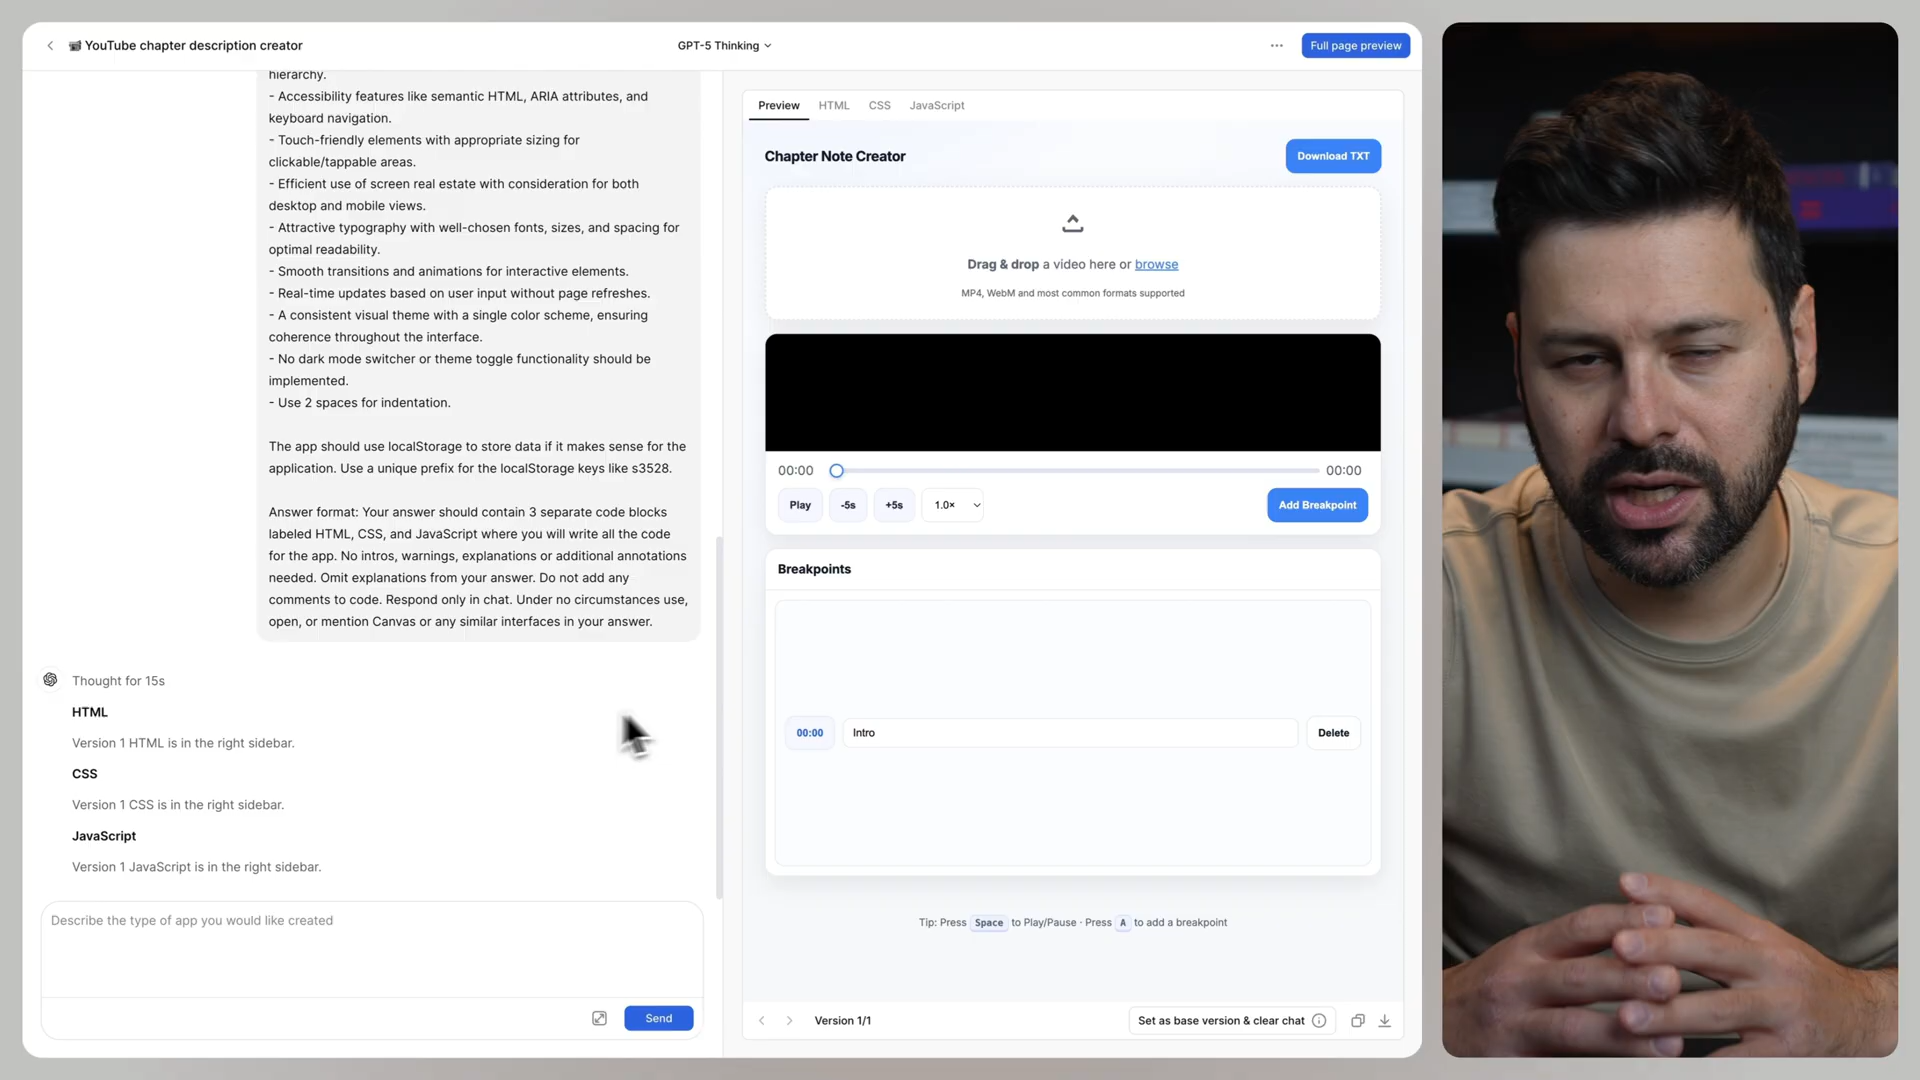 YouTube chapter description creator
GPT-5 Thinking
Full page preview
hierarchy.
- Accessibility features like semantic HTML, ARIA attributes, and
keyboard navigation.
- Touch-friendly elements with appropriate sizing for
clickable/tappable areas.
- Efficient use of screen real estate with consideration for both
desktop and mobile views.
- Attractive typography with well-chosen fonts, sizes, and spacing for
optimal readability.
- Smooth transitions and animations for interactive elements.
- Real-time updates based on user input without page refreshes.
- A consistent visual theme with a single color scheme, ensuring
coherence throughout the interface.
- No dark mode switcher or theme toggle functionality should be
implemented.
- Use 2 spaces for indentation.
The app should use localStorage to store data if it makes sense for the
application. Use a unique prefix for the localStorage keys like s3528.
Answer format: Your answer should contain 3 separate code blocks
labeled HTML, CSS, and JavaScript where you will write all the code
for the app. No intros, warnings, explanations or additional annotations
needed. Omit explanations from your answer. Do not add any
comments to code. Respond only in chat. Under no circumstances use,
open, or mention Canvas or any similar interfaces in your answer.
Thought for 15s
HTML
Version 1 HTML is in the right sidebar.
CSS
Version 1 CSS is in the right sidebar.
JavaScript
Version 1 JavaScript is in the right sidebar.
Describe the type of app you would like created
Send
Preview HTML CSS JavaScript
Chapter Note Creator
Download TXT
Drag & drop a video here or browse
MP4, WebM and most common formats supported
00:00 00:00
Play -5s +5s 1.0× Add Breakpoint
Breakpoints
00:00 Intro Delete
Tip: Press Space to Play/Pause · Press A to add a breakpoint
Version 1/1
Set as base version & clear chat